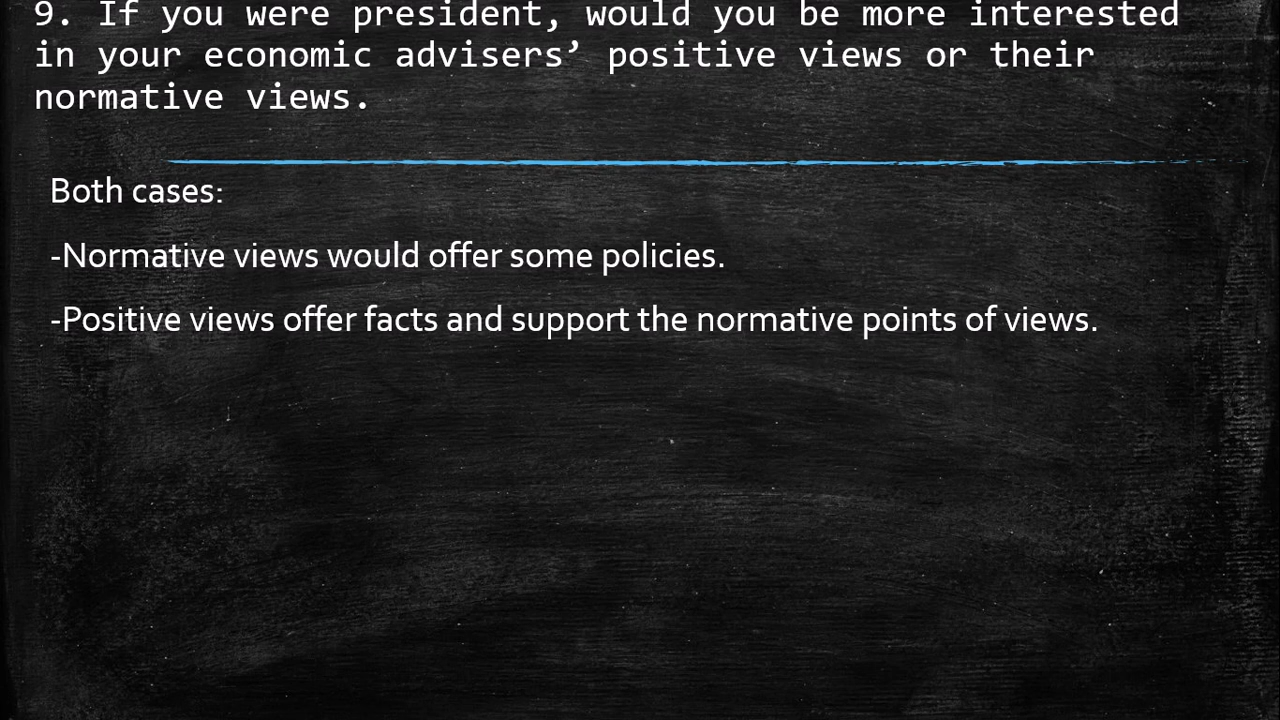 9. If you were president, would you be more interested
in your economic advisers’ positive views or their
normative views.
Both cases:
-Normative views would offer some policies.
-Positive views offer facts and support the normative points of views.